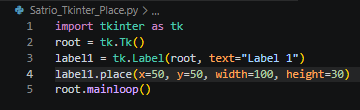 Satrio_Tkinter_Place.py > ...
1 import tkinter as tk
2 root = tk.Tk()
3 label1 = tk.Label(root, text="Label 1")
4 label1.place(x=50, y=50, width=100, height=30)
5 root.mainloop()